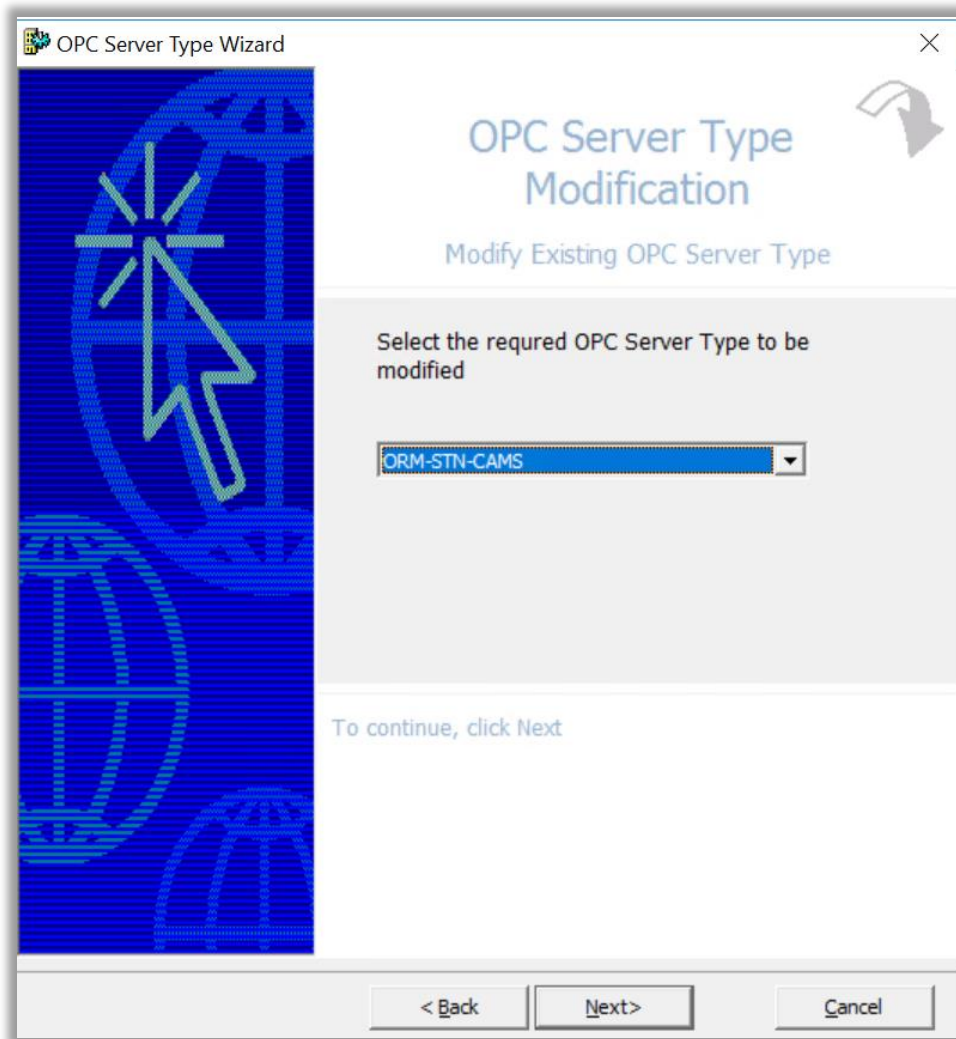 OPC Server Type Wizard
OPC Server Type
Modification
Modify Existing OPC Server Type
Select the requred OPC Server Type to be
modified
ORM-STN-CAMS
To continue, click Next
< Back
Next>
Cancel